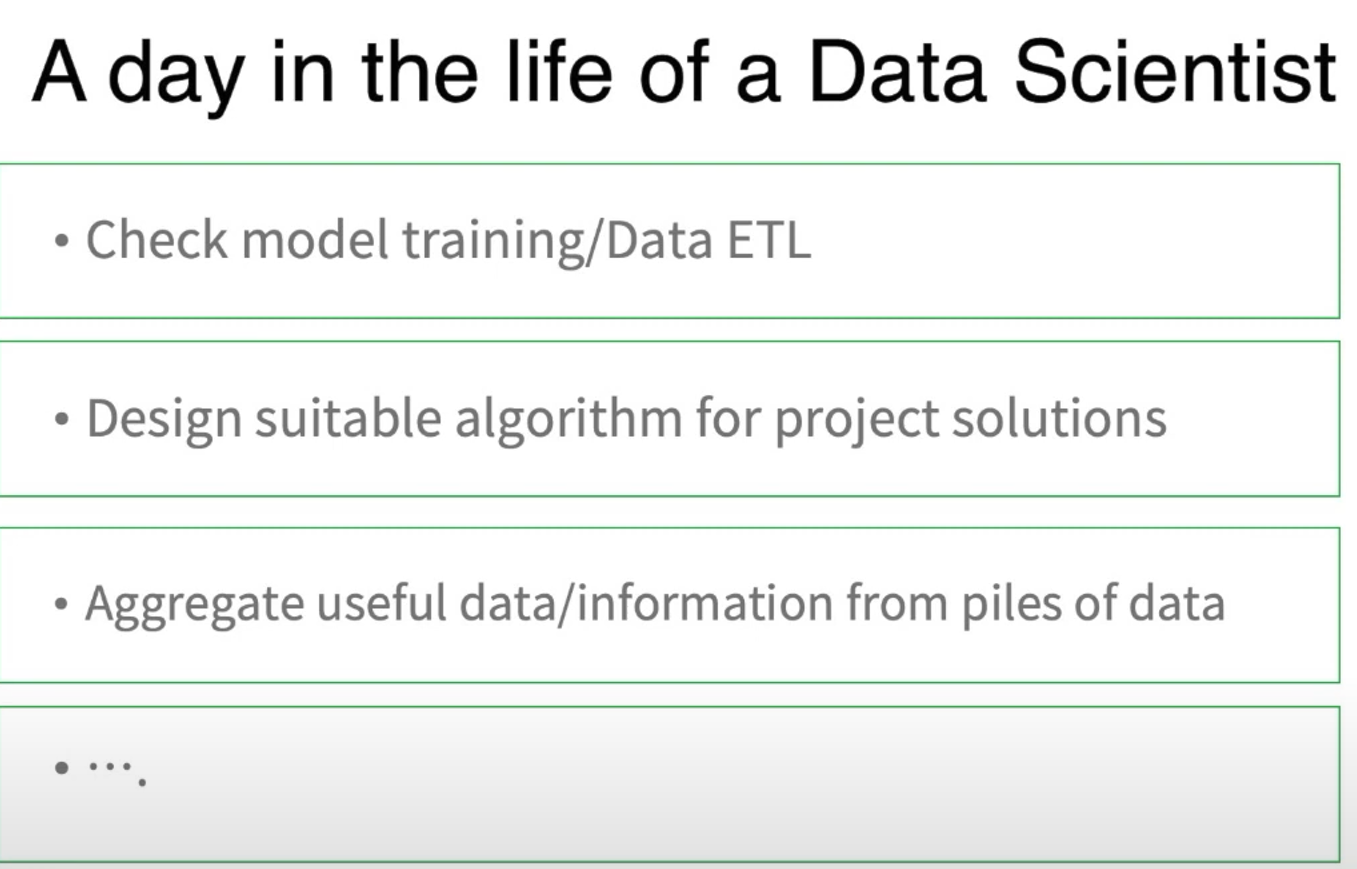 A day in the life of a Data Scientist
• Check model training/Data ETL
• Design suitable algorithm for project solutions
• Aggregate useful data/information from piles of data
• ….